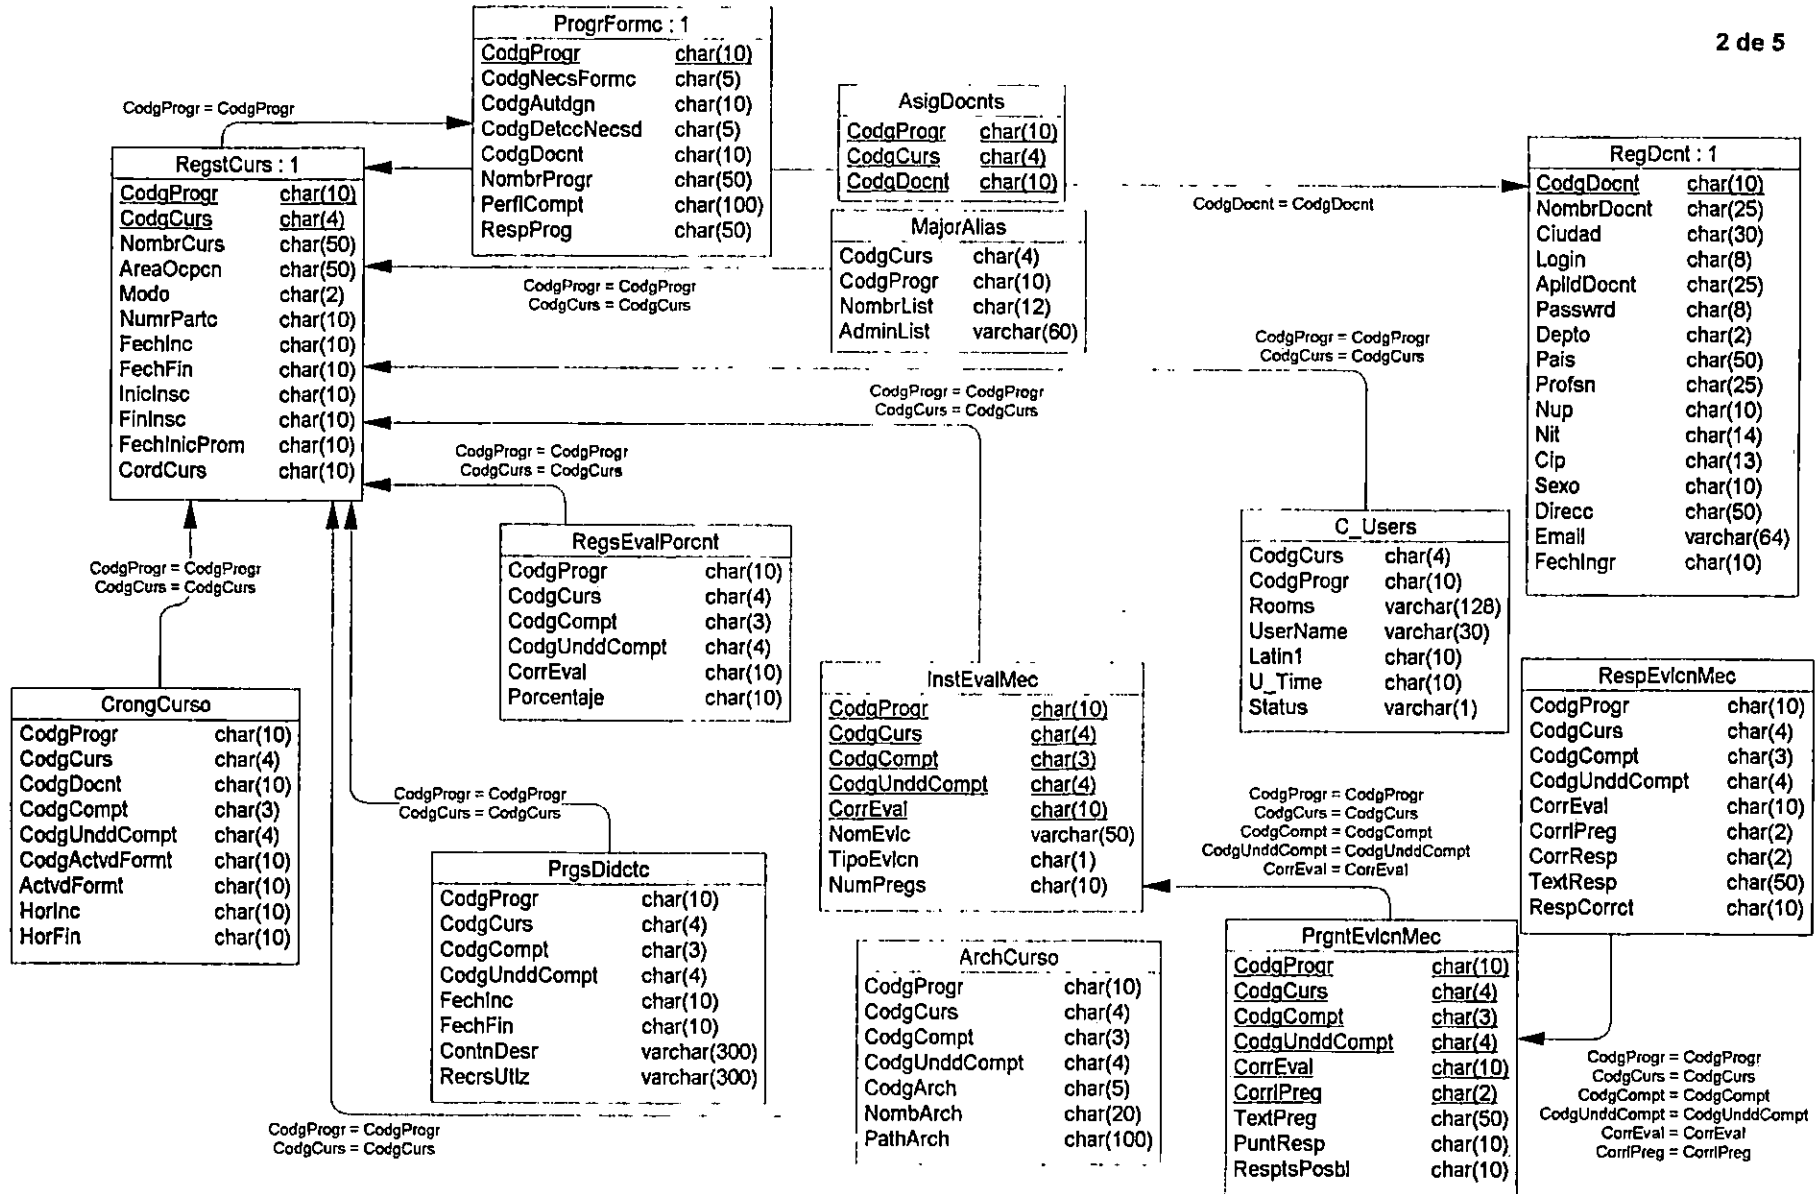 2 de 5
ProgrFormc : 1
CodgProgr char(10)
CodgNecsFormc char(5)
CodgAutdgn char(10)
CodgDetccNecsd char(5)
CodgDocnt char(10)
NombrProgr char(50)
PerflCompt char(100)
RespProg char(50)
CodgProgr = CodgProgr
RegstCurs : 1
CodgProgr char(10)
CodgCurs char(4)
NombrCurs char(50)
AreaOcpcn char(50)
Modo char(2)
NumrPartc char(10)
FechInc char(10)
FechFin char(10)
InicInsc char(10)
FinInsc char(10)
FechInicProm char(10)
CordCurs char(10)
AsigDocnts
CodgProgr char(10)
CodgCurs char(4)
CodgDocnt char(10)
MajorAlias
CodgCurs char(4)
CodgProgr char(10)
NombrList char(12)
AdminList varchar(60)
CodgDocnt = CodgDocnt
RegDcnt : 1
CodgDocnt char(10)
NombrDocnt char(25)
Ciudad char(30)
Login char(8)
AplldDocnt char(25)
Passwrd char(8)
Depto char(2)
Pais char(50)
Profsn char(25)
Nup char(10)
Nit char(14)
Cip char(13)
Sexo char(10)
Direcc char(50)
Email varchar(64)
FechIngr char(10)
CodgProgr = CodgProgr
CodgCurs = CodgCurs
CodgProgr = CodgProgr
CodgCurs = CodgCurs
CodgProgr = CodgProgr
CodgCurs = CodgCurs
CodgProgr = CodgProgr
CodgCurs = CodgCurs
CodgProgr = CodgProgr
CodgCurs = CodgCurs
RegsEvalPorcnt
CodgProgr char(10)
CodgCurs char(4)
CodgCompt char(3)
CodgUnddCompt char(4)
CorrEval char(10)
Porcentaje char(10)
C_Users
CodgCurs char(4)
CodgProgr char(10)
Rooms varchar(128)
UserName varchar(30)
Latin1 char(10)
U_Time char(10)
Status varchar(1)
CrongCurso
CodgProgr char(10)
CodgCurs char(4)
CodgDocnt char(10)
CodgCompt char(3)
CodgUnddCompt char(4)
CodgActvdFormt char(10)
ActvdFormt char(10)
HorInc char(10)
HorFin char(10)
InstEvalMec
CodgProgr char(10)
CodgCurs char(4)
CodgCompt char(3)
CodgUnddCompt char(4)
CorrEval char(10)
NomEvlc varchar(50)
TipoEvlcn char(1)
NumPregs char(10)
RespEvlcnMec
CodgProgr char(10)
CodgCurs char(4)
CodgCompt char(3)
CodgUnddCompt char(4)
CorrEval char(10)
CorrlPreg char(2)
CorrResp char(2)
TextResp char(50)
RespCorrct char(10)
CodgProgr = CodgProgr
CodgCurs = CodgCurs
CodgProgr = CodgProgr
CodgCurs = CodgCurs
CodgCompt = CodgCompt
CodgUnddCompt = CodgUnddCompt
CorrEval = CorrEval
PrgsDidctc
CodgProgr char(10)
CodgCurs char(4)
CodgCompt char(3)
CodgUnddCompt char(4)
FechInc char(10)
FechFin char(10)
ContnDesr varchar(300)
RecrsUtlz varchar(300)
ArchCurso
CodgProgr char(10)
CodgCurs char(4)
CodgCompt char(3)
CodgUnddCompt char(4)
CodgArch char(5)
NombArch char(20)
PathArch char(100)
PrgntEvlcnMec
CodgProgr char(10)
CodgCurs char(4)
CodgCompt char(3)
CodgUnddCompt char(4)
CorrEval char(10)
CorrlPreg char(2)
TextPreg char(50)
PuntResp char(10)
ResptsPosbl char(10)
CodgProgr = CodgProgr
CodgCurs = CodgCurs
CodgCompt = CodgCompt
CodgUnddCompt = CodgUnddCompt
CorrEval = CorrEval
CorrlPreg = CorrlPreg
CodgProgr = CodgProgr
CodgCurs = CodgCurs